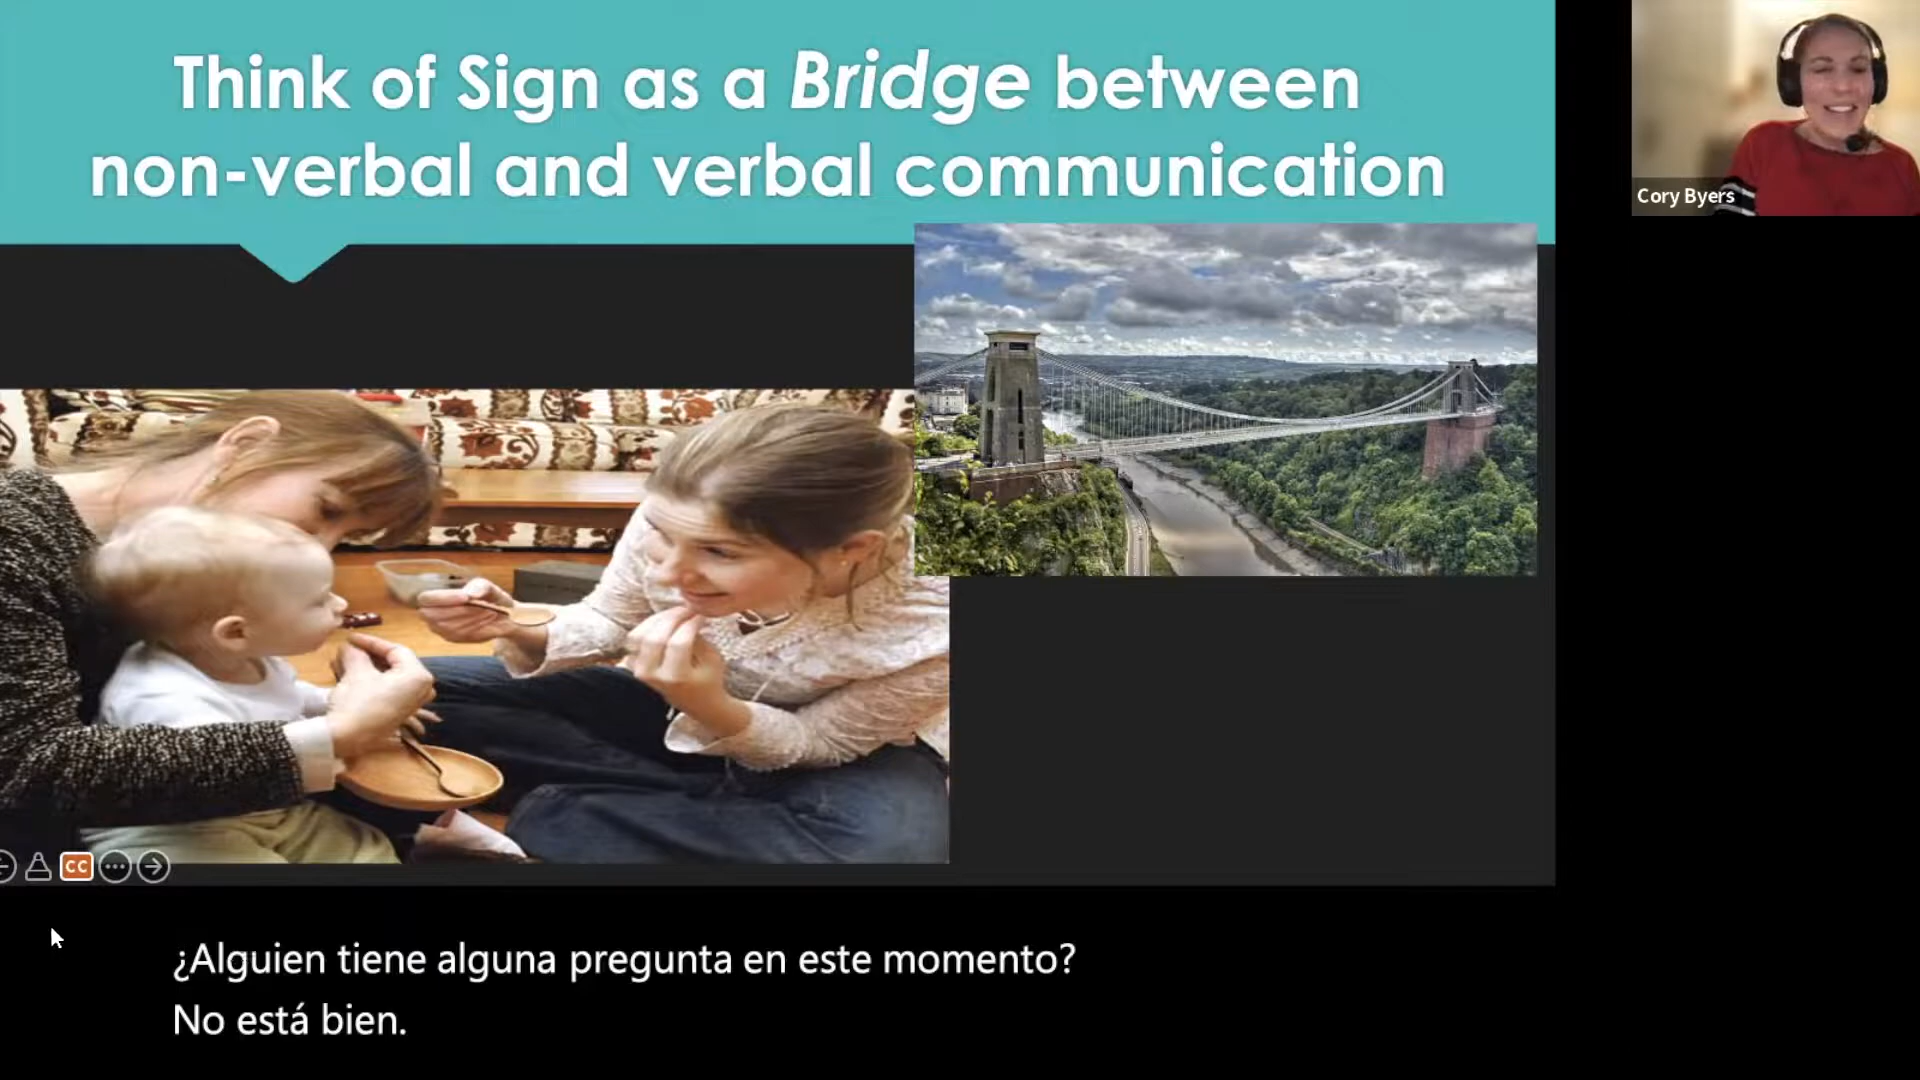 Think of Sign as a Bridge between
non-verbal and verbal communication
Cory Byers
CC
¿Alguien tiene alguna pregunta en este momento?
No está bien.